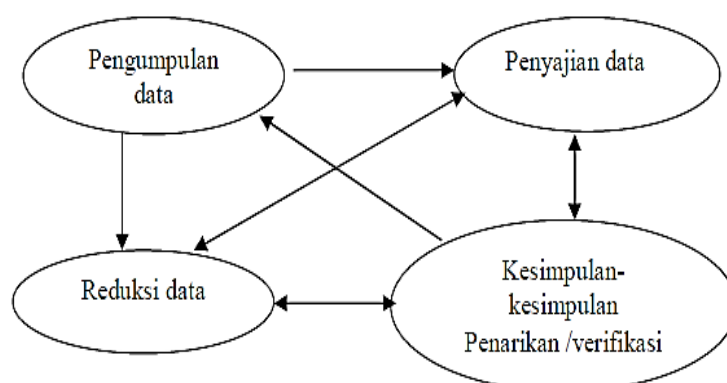 Pengumpulan
data
Penyajian data
Reduksi data
Kesimpulan-
kesimpulan
Penarikan /verifikasi